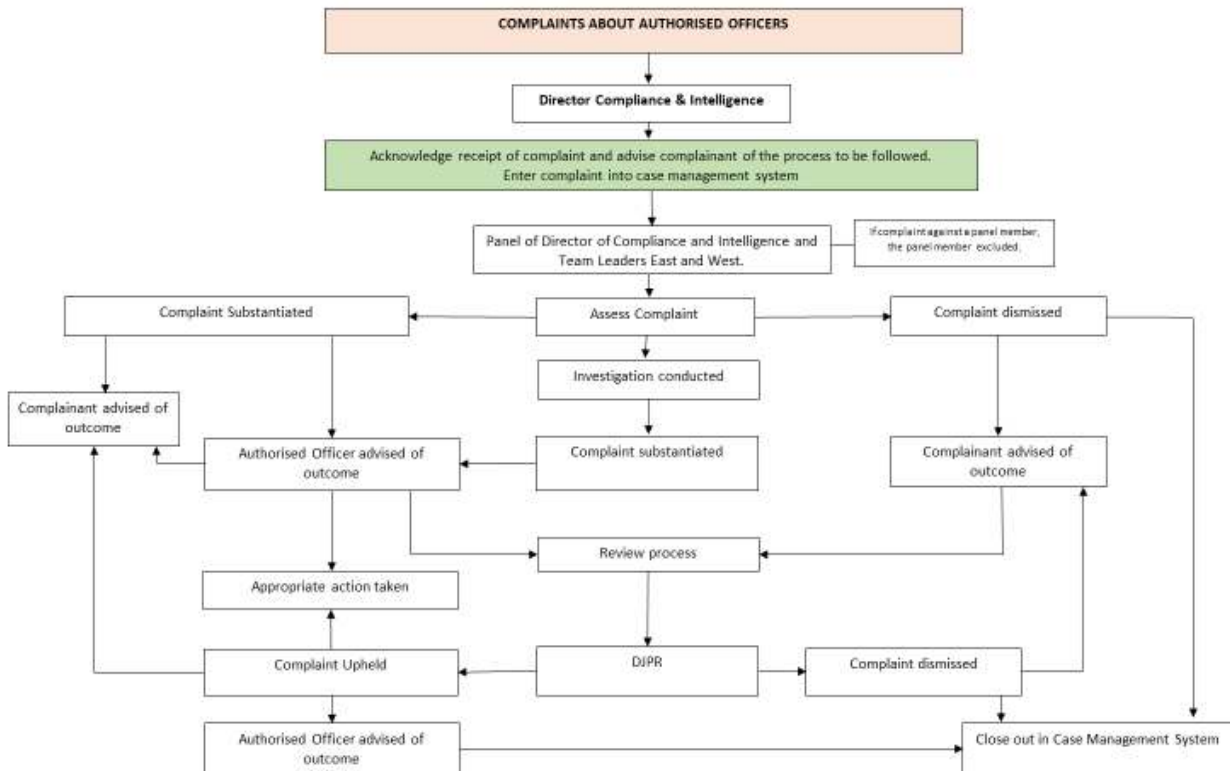 COMPLAINTS ABOUT AUTHORISED OFFICERS
Director Compliance & Intelligence
Acknowledge receipt of complaint and advise complainant of the process to be followed.
Enter complaint into case management system
Panel of Director of Compliance and Intelligence and
Team Leaders East and West.
If complaint against a panel member,
the panel member excluded.
Complaint Substantiated
Assess Complaint
Complaint dismissed
Investigation conducted
Complainant advised of
outcome
Authorised Officer advised of
outcome
Complaint substantiated
Complainant advised of
outcome
Review process
Appropriate action taken
Complaint Upheld
DJPR
Complaint dismissed
Authorised Officer advised of
outcome
Close out in Case Management System